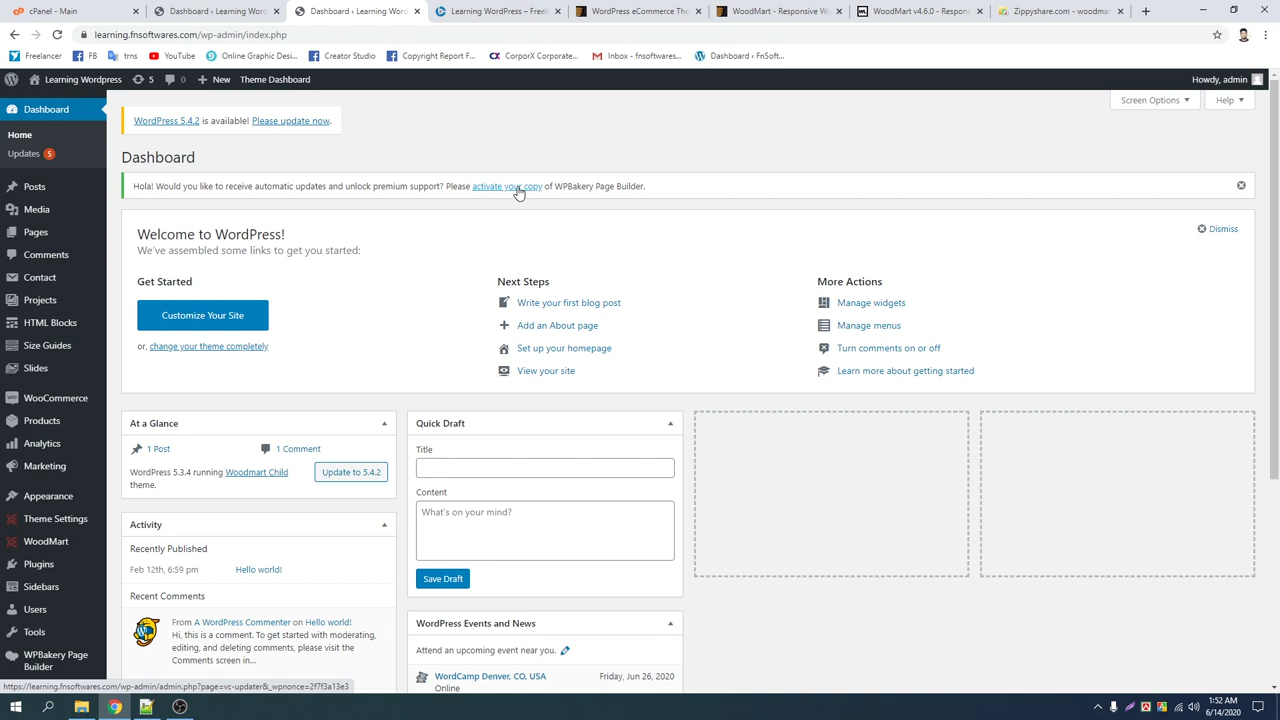 cPanel - Main
Dashboard ‹ Learning Word
Dashboard ‹ Learning Word
Learning WordPress – Free
WordPress eCommerce The
WoodMart - Responsive Wo
WoodMart v4.6.0 - Respon
Zippyshare.com - woodmar
learning.fnsoftwares.com/wp-admin/index.php
Freelancer
FB
trns
YouTube
Online Graphic Desi...
Creator Studio
Copyright Report F...
CorporX Corporate...
Inbox - fnsoftwares...
Dashboard ‹ FnSoft...
Learning Wordpress
5
0
New
Theme Dashboard
Howdy, admin
Dashboard
Home
Updates 5
Posts
Media
Pages
Comments
Contact
Projects
HTML Blocks
Size Guides
Slides
WooCommerce
Products
Analytics
Marketing
Appearance
Theme Settings
WoodMart
Plugins
Sidebars
Users
Tools
WPBakery Page
Builder
Screen Options
Help
WordPress 5.4.2 is available! Please update now.
Dashboard
Hola! Would you like to receive automatic updates and unlock premium support? Please activate your copy of WPBakery Page Builder.
Welcome to WordPress!
We've assembled some links to get you started:
Dismiss
Get Started
Customize Your Site
or, change your theme completely
Next Steps
Write your first blog post
Add an About page
Set up your homepage
View your site
More Actions
Manage widgets
Manage menus
Turn comments on or off
Learn more about getting started
At a Glance
1 Post
1 Comment
WordPress 5.3.4 running Woodmart Child
theme.
Update to 5.4.2
Activity
Recently Published
Feb 12th, 6:59 pm
Hello world!
Recent Comments
From A WordPress Commenter on Hello world!
Hi, this is a comment. To get started with moderating,
editing, and deleting comments, please visit the
Comments screen in…
Quick Draft
Title
Content
What's on your mind?
Save Draft
WordPress Events and News
Attend an upcoming event near you.
WordCamp Denver, CO, USA
Friday, Jun 26, 2020
Online
https://learning.fnsoftwares.com/wp-admin/admin.php?page=vc-updater&_wpnonce=2f7f3a13e3
1:52 AM
6/14/2020